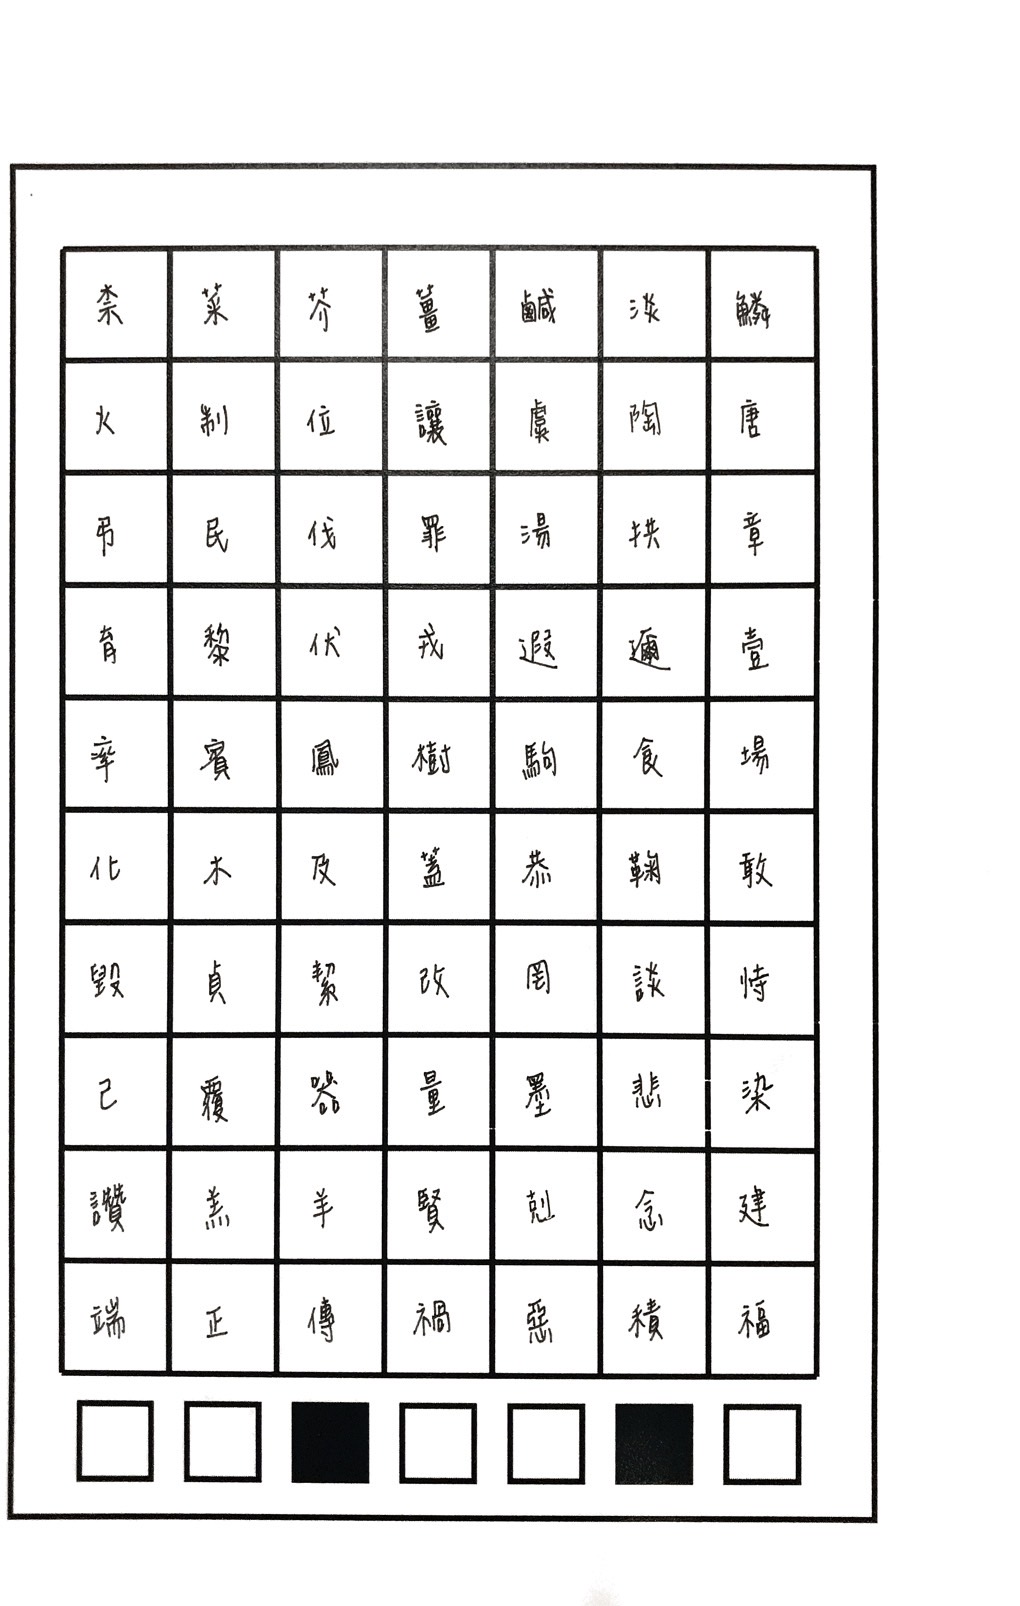 柰菜芥薑鹹淡鱗
火制位讓虞陶唐
弔民伐罪湯拱章
育黎伏戎遐邇壹
率賓鳳樹駒食場
化木及蓋恭鞠敢
毀貞絜改罔談恃
己覆器量墨悲染
讚羔羊賢剋念建
端正傳禍惡積福